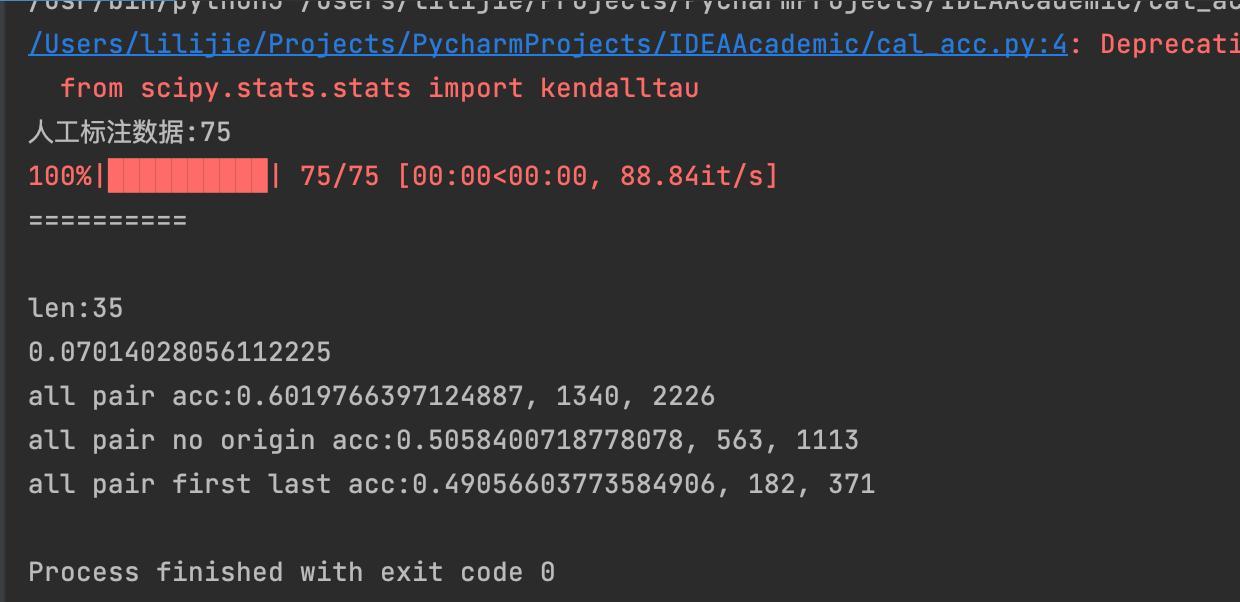 /usr/bin/python3 /Users/lilijie/Projects/PycharmProjects/IDEAAcademic/cal_ac
/Users/lilijie/Projects/PycharmProjects/IDEAAcademic/cal_acc.py:4: Deprecati
from scipy.stats.stats import kendalltau
人工标注数据:75
100%|██████████| 75/75 [00:00<00:00, 88.84it/s]
==========
len:35
0.07014028056112225
all pair acc:0.6019766397124887, 1340, 2226
all pair no origin acc:0.5058400718778078, 563, 1113
all pair first last acc:0.49056603773584906, 182, 371
Process finished with exit code 0